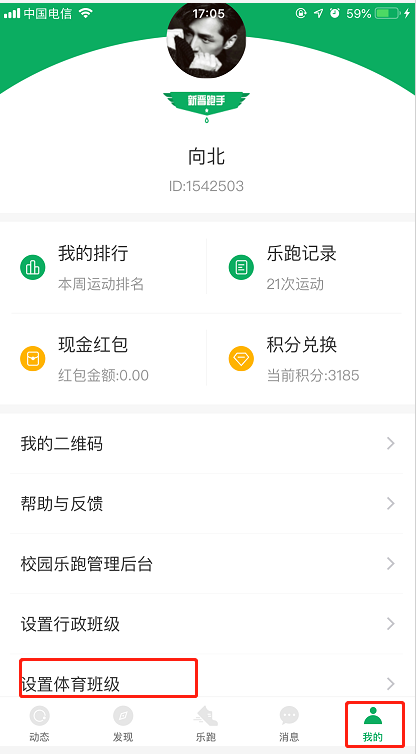 中国电信 17:05 59%
新晋跑手
向北
ID:1542503
我的排行
本周运动排名
乐跑记录
21次运动
现金红包
红包金额:0.00
积分兑换
当前积分:3185
我的二维码
帮助与反馈
校园乐跑管理后台
设置行政班级
设置体育班级
动态 发现 乐跑 消息 我的